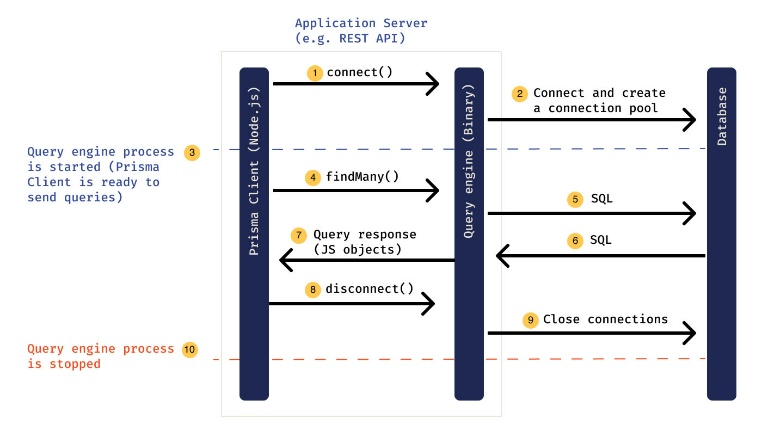 Application Server
(e.g. REST API)
Prisma Client (Node.js)
Query engine (Binary)
Database
1 connect()
2 Connect and create
a connection pool
Query engine process 3
is started (Prisma
Client is ready to
send queries)
4 findMany()
5 SQL
6 SQL
7 Query response
(JS objects)
8 disconnect()
9 Close connections
Query engine process 10
is stopped